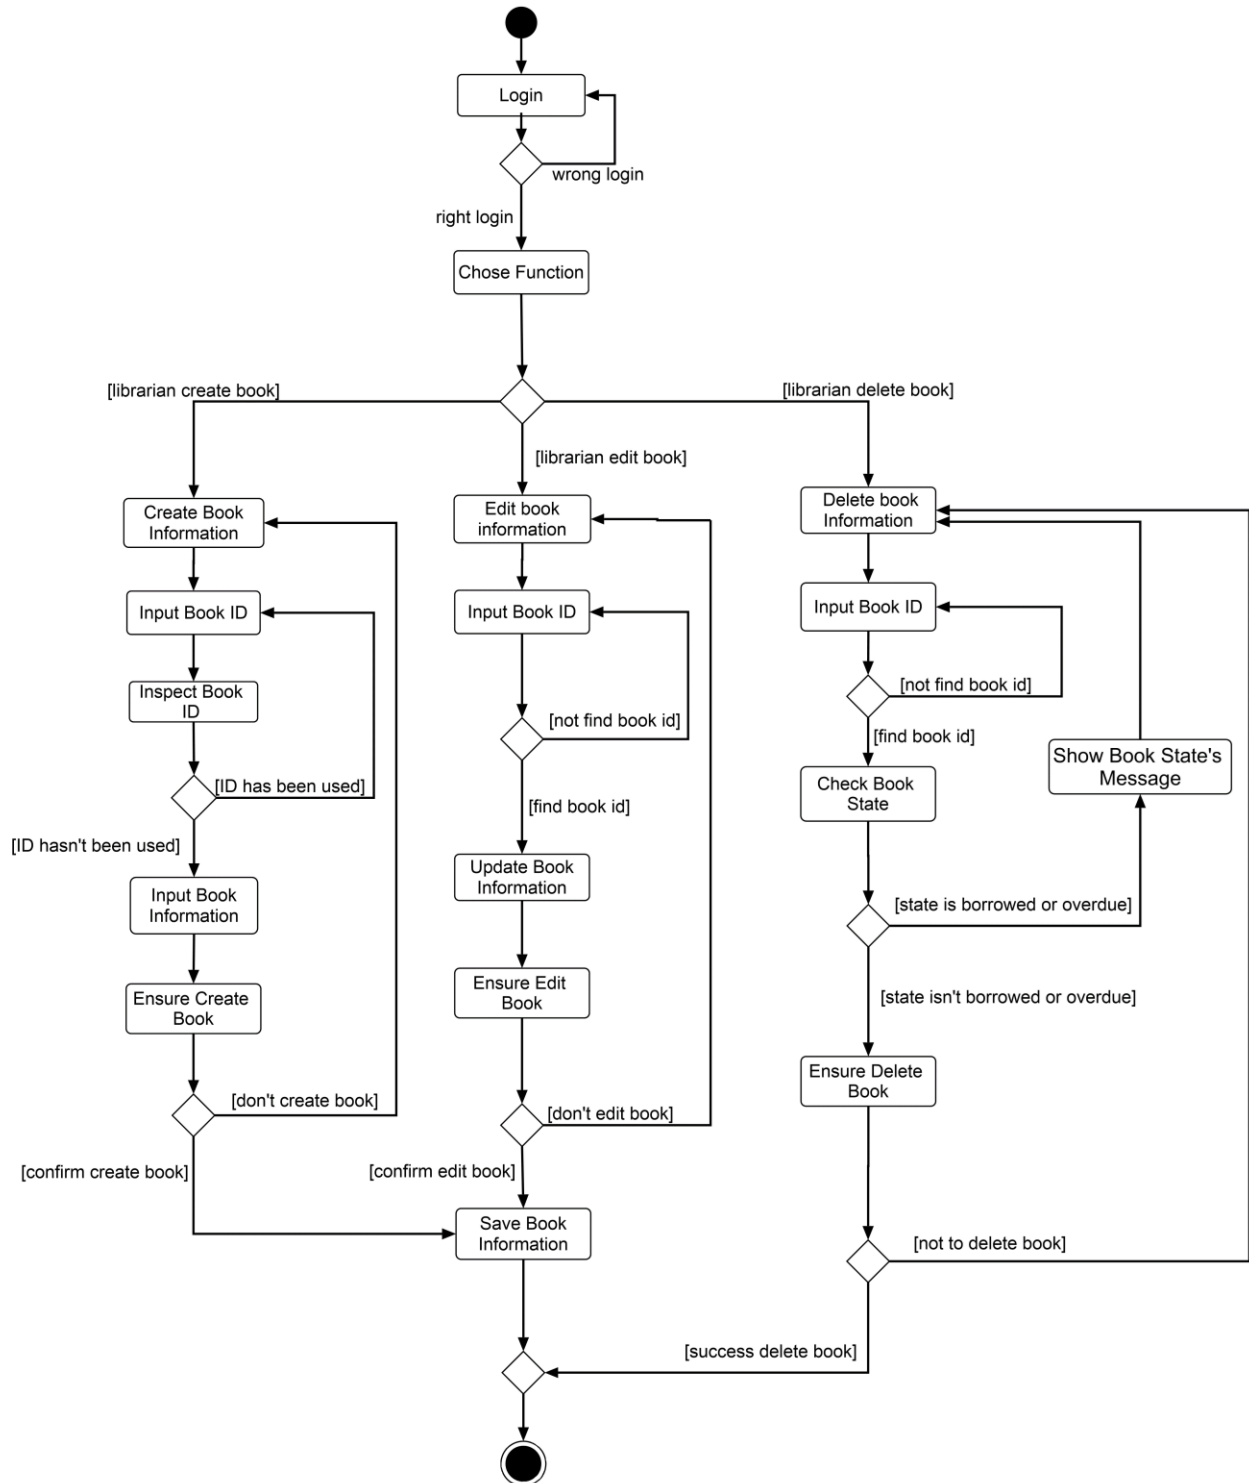 Login
wrong login
right login
Chose Function
[librarian create book]
[librarian delete book]
[librarian edit book]
Create Book
Information
Input Book ID
Inspect Book
ID
[ID has been used]
[ID hasn't been used]
Input Book
Information
Ensure Create
Book
[don't create book]
[confirm create book]
Edit book
information
Input Book ID
[not find book id]
[find book id]
Update Book
Information
Ensure Edit
Book
[don't edit book]
[confirm edit book]
Save Book
Information
Delete book
Information
Input Book ID
[not find book id]
[find book id]
Check Book
State
Show Book State's
Message
[state is borrowed or overdue]
[state isn't borrowed or overdue]
Ensure Delete
Book
[not to delete book]
[success delete book]